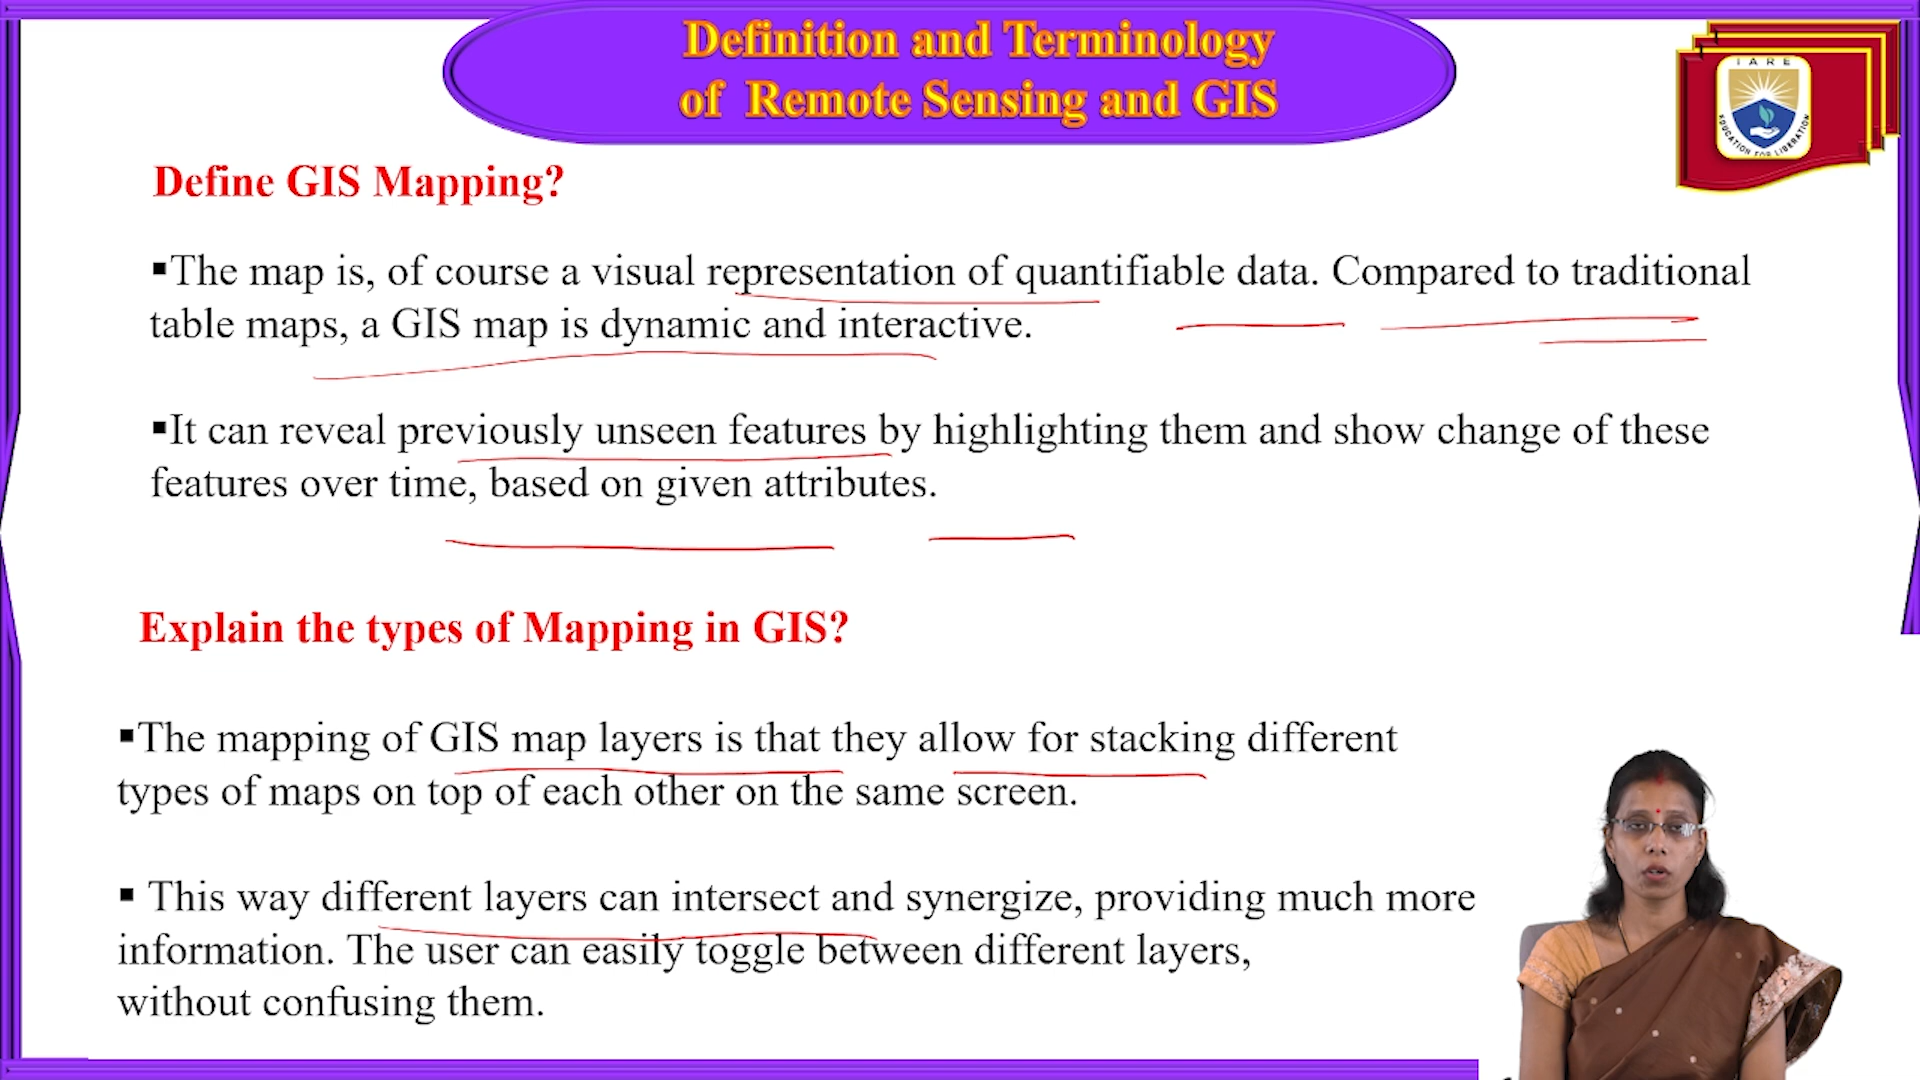 Definition and Terminology
of Remote Sensing and GIS
IARE
EDUCATION FOR LIBERATION
Define GIS Mapping?
▪The map is, of course a visual representation of quantifiable data. Compared to traditional
table maps, a GIS map is dynamic and interactive.
▪It can reveal previously unseen features by highlighting them and show change of these
features over time, based on given attributes.
Explain the types of Mapping in GIS?
▪The mapping of GIS map layers is that they allow for stacking different
types of maps on top of each other on the same screen.
▪ This way different layers can intersect and synergize, providing much more
information. The user can easily toggle between different layers,
without confusing them.